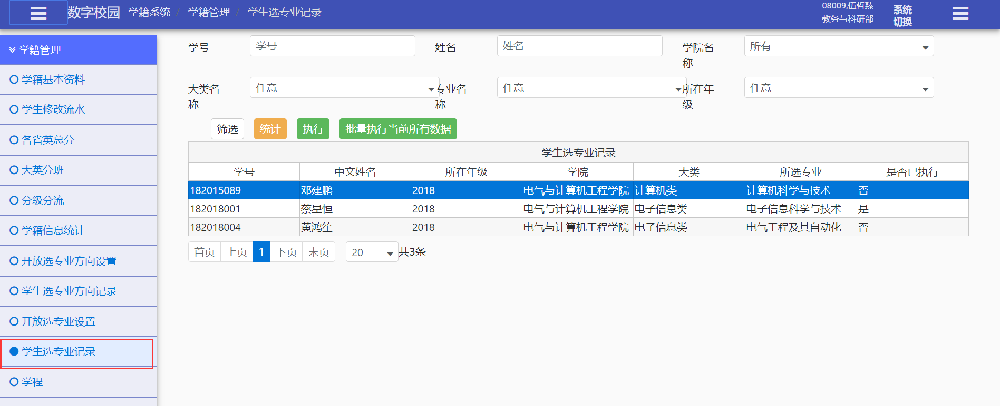 数字校园 学籍系统 / 学籍管理 / 学生选专业记录
08009,伍哲臻
教务与科研部
系统
切换
学籍管理
学籍基本资料
学生修改流水
各省英总分
大英分班
分级分流
学籍信息统计
开放选专业方向设置
学生选专业方向记录
开放选专业设置
学生选专业记录
学程
学号 学号 姓名 姓名 学院名 所有
称
大类名 任意 专业名 任意 所在年 任意
称 称 级
筛选 统计 执行 批量执行当前所有数据
学生选专业记录
学号 中文姓名 所在年级 学院 大类 所选专业 是否已执行
182015089 邓建鹏 2018 电气与计算机工程学院 计算机类 计算机科学与技术 否
182018001 蔡星恒 2018 电气与计算机工程学院 电子信息类 电子信息科学与技术 是
182018004 黄鸿笙 2018 电气与计算机工程学院 电子信息类 电气工程及其自动化 否
首页 上页 1 下页 末页 20 共3条